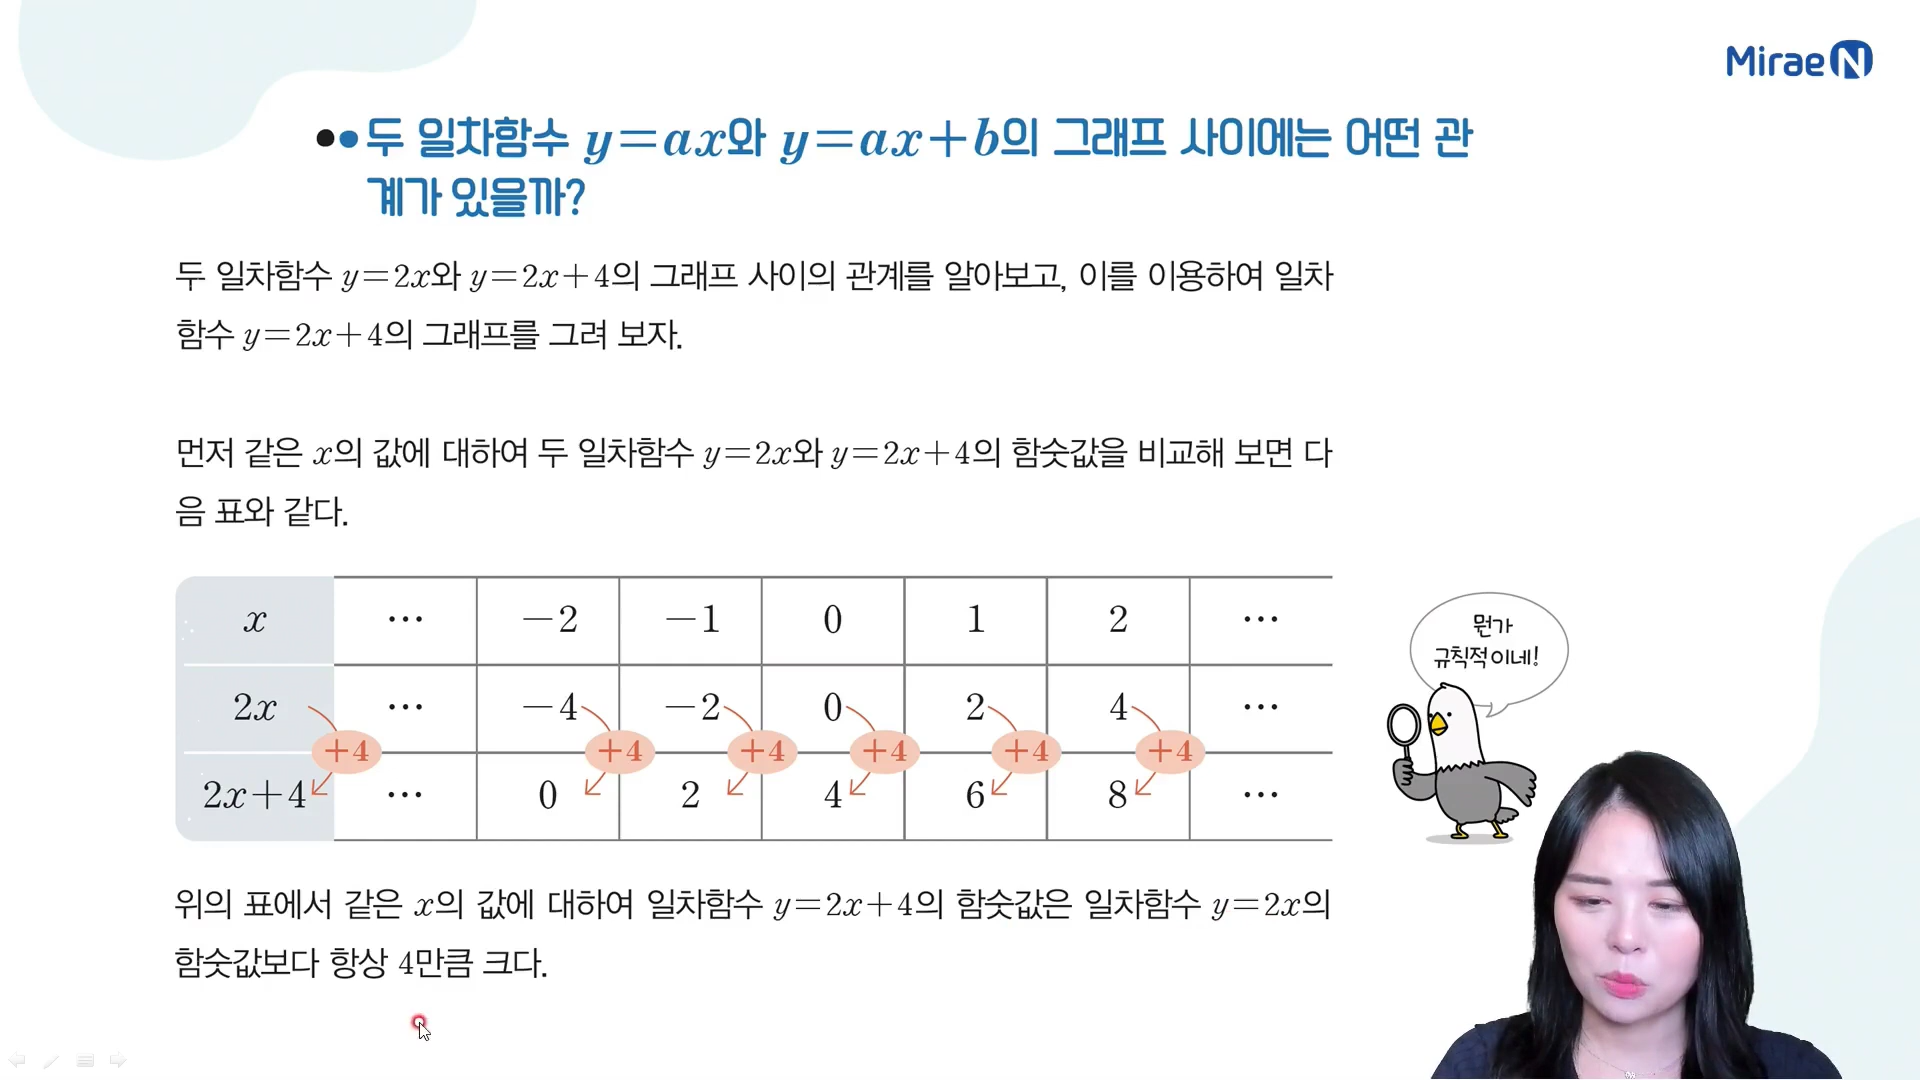 Mirae N
두 일차함수 y=ax와 y=ax+b의 그래프 사이에는 어떤 관
계가 있을까?
두 일차함수 y=2x와 y=2x+4의 그래프 사이의 관계를 알아보고, 이를 이용하여 일차
함수 y=2x+4의 그래프를 그려 보자.
먼저 같은 x의 값에 대하여 두 일차함수 y=2x와 y=2x+4의 함숫값을 비교해 보면 다
음 표와 같다.
x ··· -2 -1 0 1 2 ···
2x ··· -4 -2 0 2 4 ···
+4 +4 +4 +4 +4 +4
2x+4 ··· 0 2 4 6 8 ···
뭔가
규칙적이네!
위의 표에서 같은 x의 값에 대하여 일차함수 y=2x+4의 함숫값은 일차함수 y=2x의
함숫값보다 항상 4만큼 크다.